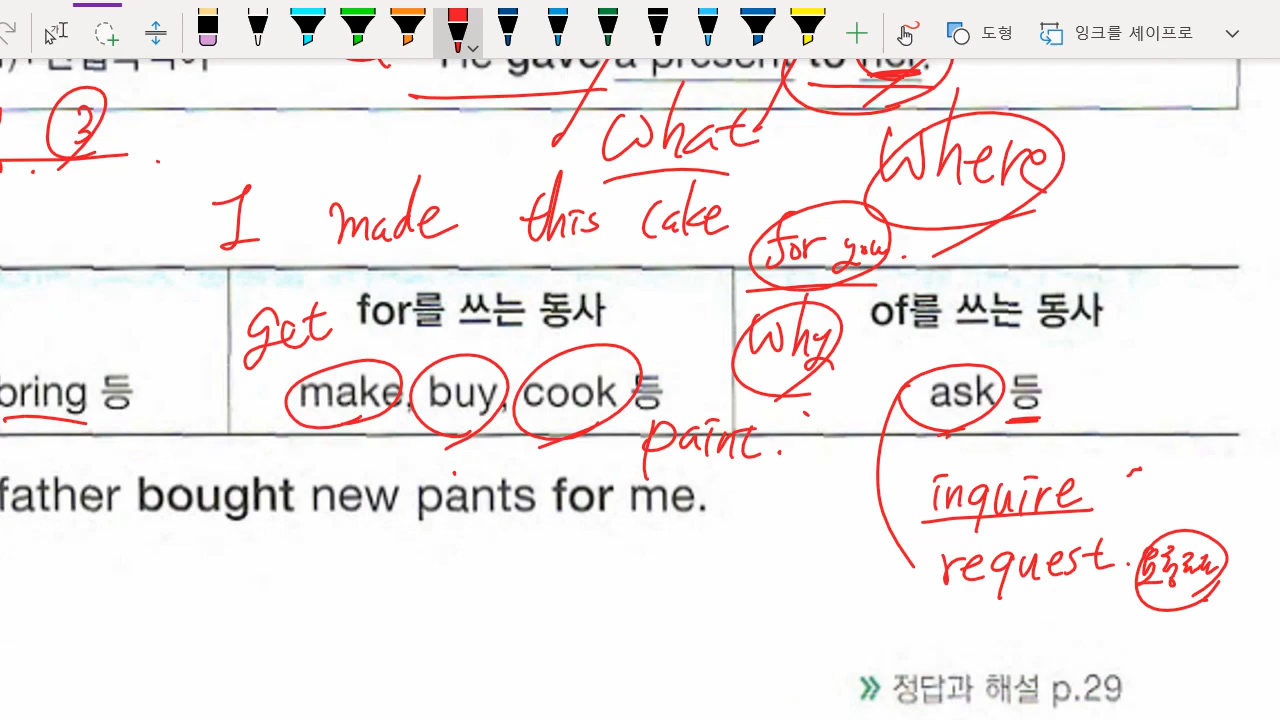 도형 잉크를 셰이프로
He gave a present to her.
3 what where
I made this cake for you.
get for를 쓰는 동사 why of를 쓰는 동사
bring 등 make, buy, cook 등 ask 등
paint.
father bought new pants for me. inquire
request.
정답과 해설 p.29